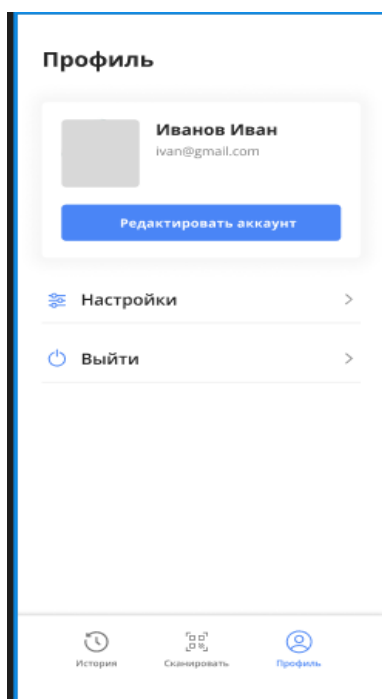 Профиль
Иванов Иван
ivan@gmail.com
Редактировать аккаунт
Настройки
Выйти
История
Сканировать
Профиль